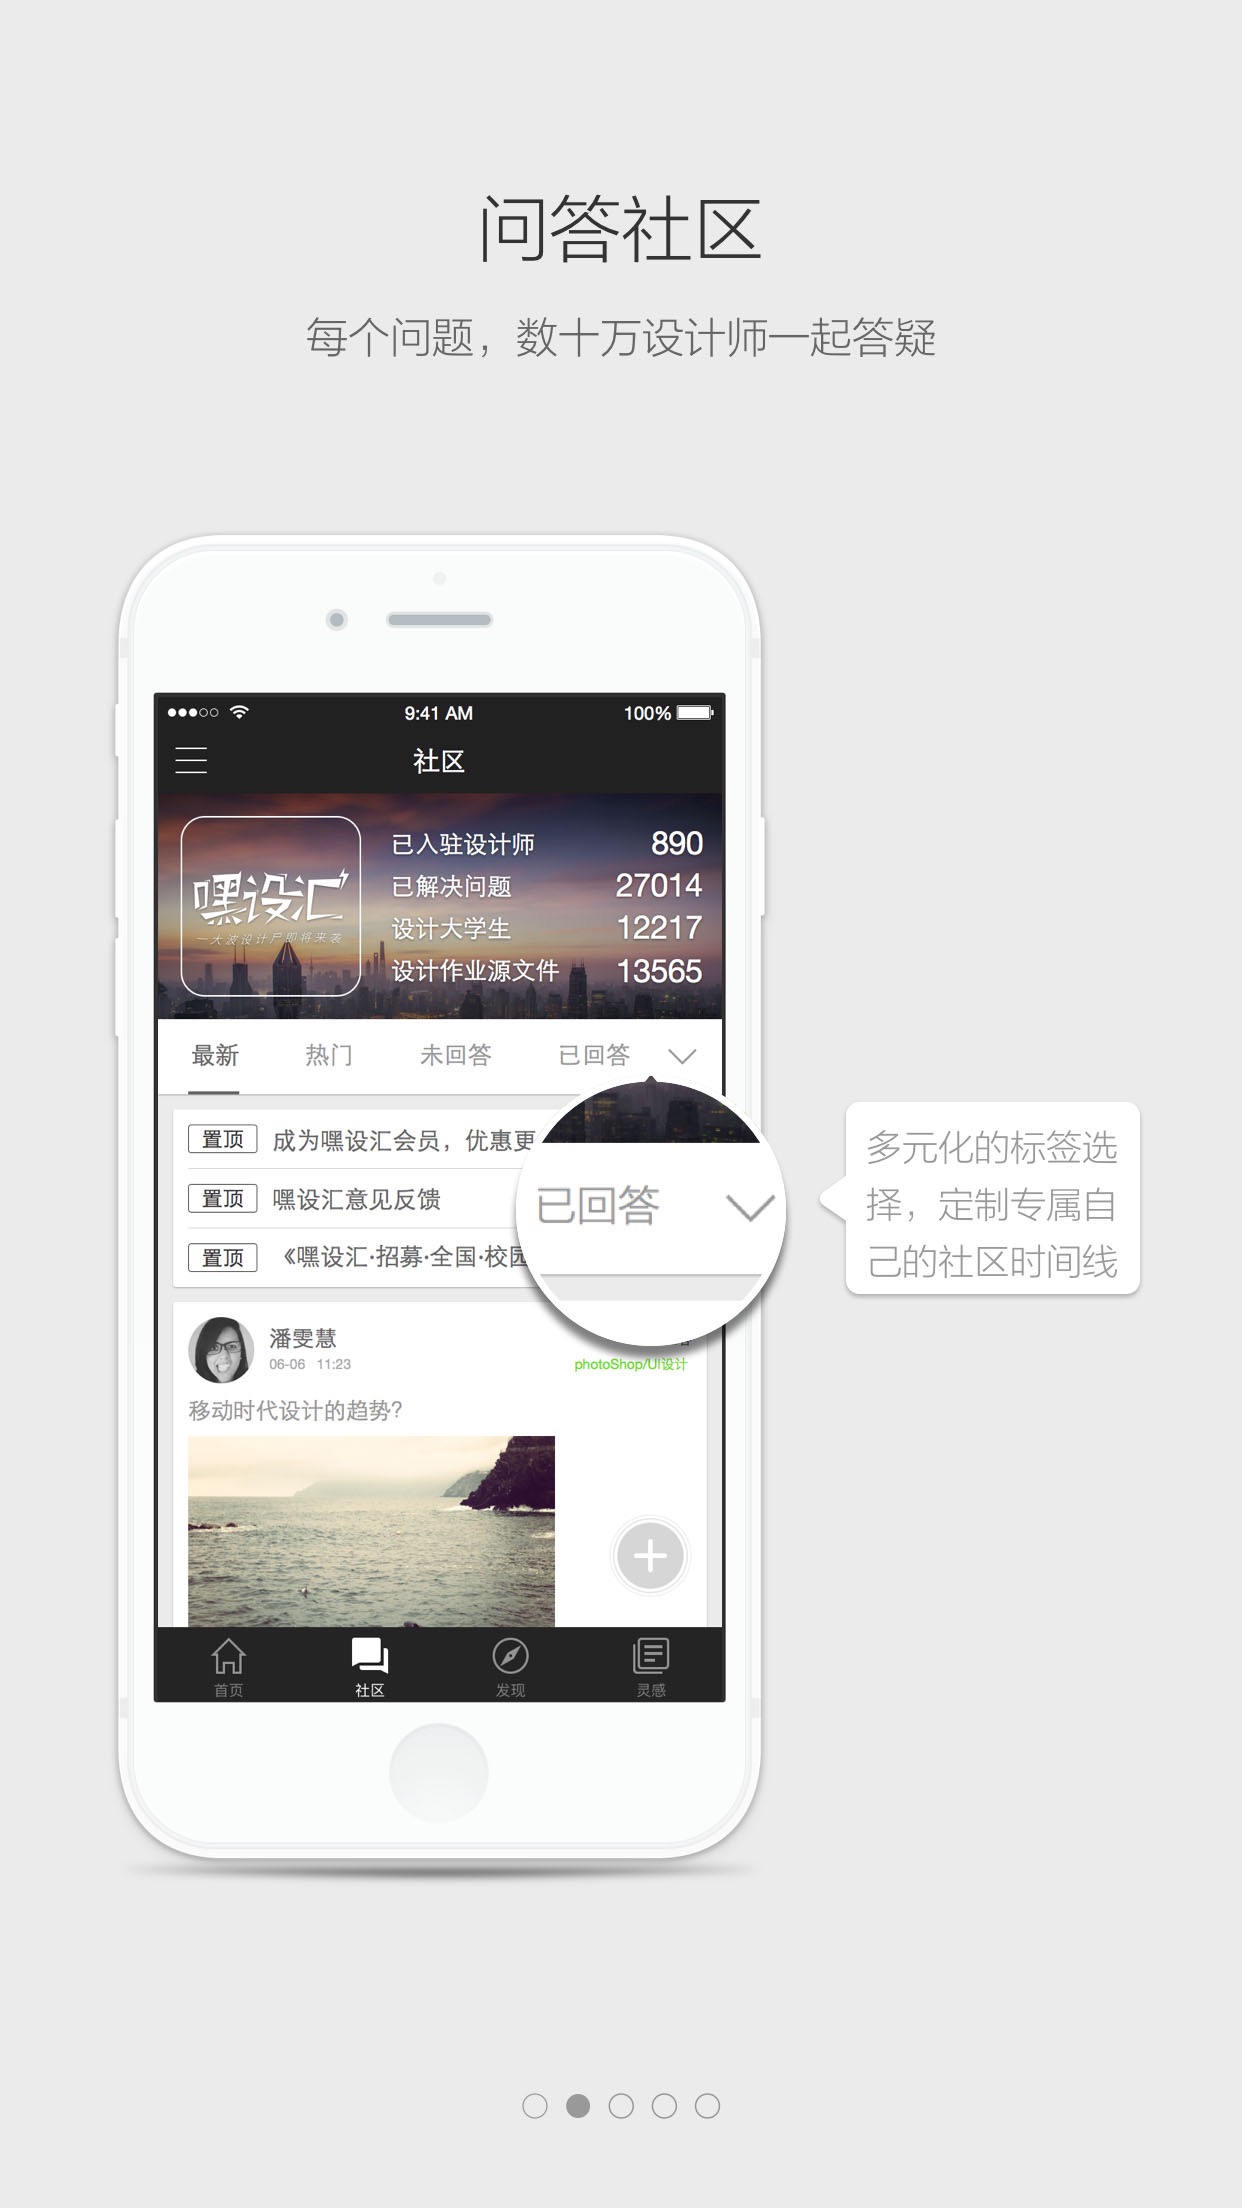 问答社区
每个问题，数十万设计师一起答疑
9:41 AM
100%
社区
嘿设汇
一大波设计尸即将来袭
已入驻设计师 890
已解决问题 27014
设计大学生 12217
设计作业源文件 13565
最新 热门 未回答 已回答
置顶 成为嘿设汇会员，优惠更
置顶 嘿设汇意见反馈
置顶 《嘿设汇·招募·全国·校园
已回答
多元化的标签选
择，定制专属自
己的社区时间线
潘雯慧
06-06 11:23
photoShop/UI设计
移动时代设计的趋势?
首页 社区 发现 灵感